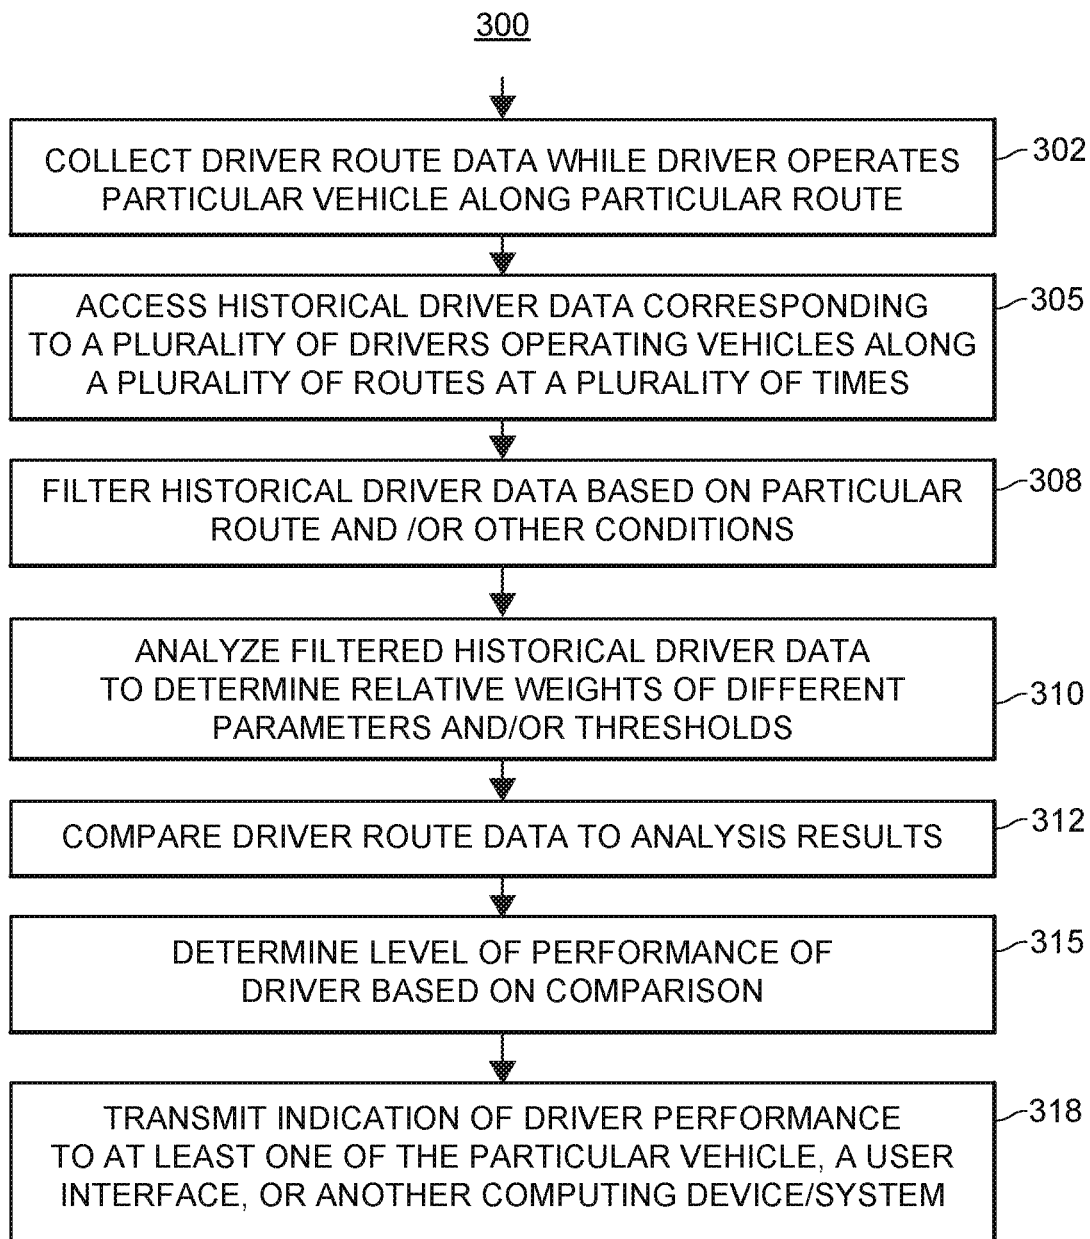 300
COLLECT DRIVER ROUTE DATA WHILE DRIVER OPERATES
PARTICULAR VEHICLE ALONG PARTICULAR ROUTE
302
ACCESS HISTORICAL DRIVER DATA CORRESPONDING
TO A PLURALITY OF DRIVERS OPERATING VEHICLES ALONG
A PLURALITY OF ROUTES AT A PLURALITY OF TIMES
305
FILTER HISTORICAL DRIVER DATA BASED ON PARTICULAR
ROUTE AND /OR OTHER CONDITIONS
308
ANALYZE FILTERED HISTORICAL DRIVER DATA
TO DETERMINE RELATIVE WEIGHTS OF DIFFERENT
PARAMETERS AND/OR THRESHOLDS
310
COMPARE DRIVER ROUTE DATA TO ANALYSIS RESULTS
312
DETERMINE LEVEL OF PERFORMANCE OF
DRIVER BASED ON COMPARISON
315
TRANSMIT INDICATION OF DRIVER PERFORMANCE
TO AT LEAST ONE OF THE PARTICULAR VEHICLE, A USER
INTERFACE, OR ANOTHER COMPUTING DEVICE/SYSTEM
318